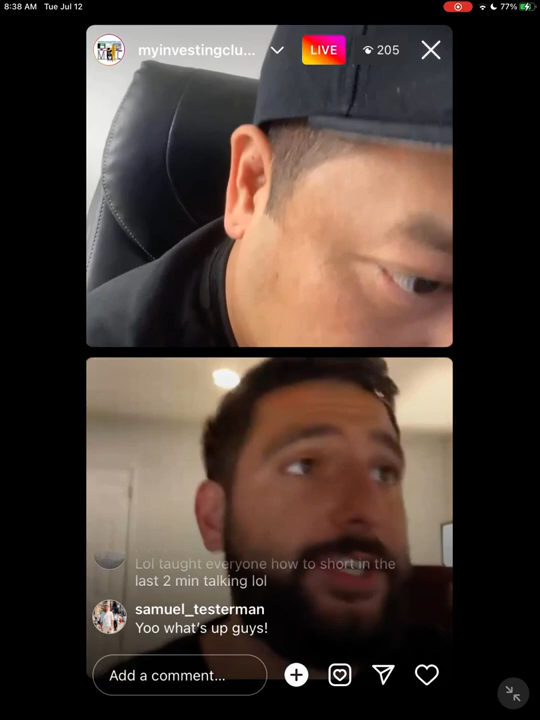 8:38 AM Tue Jul 12
77%
myinvestingclu...
LIVE
205
Lol taught everyone how to short in the
last 2 min talking lol
samuel_testerman
Yoo what's up guys!
Add a comment...